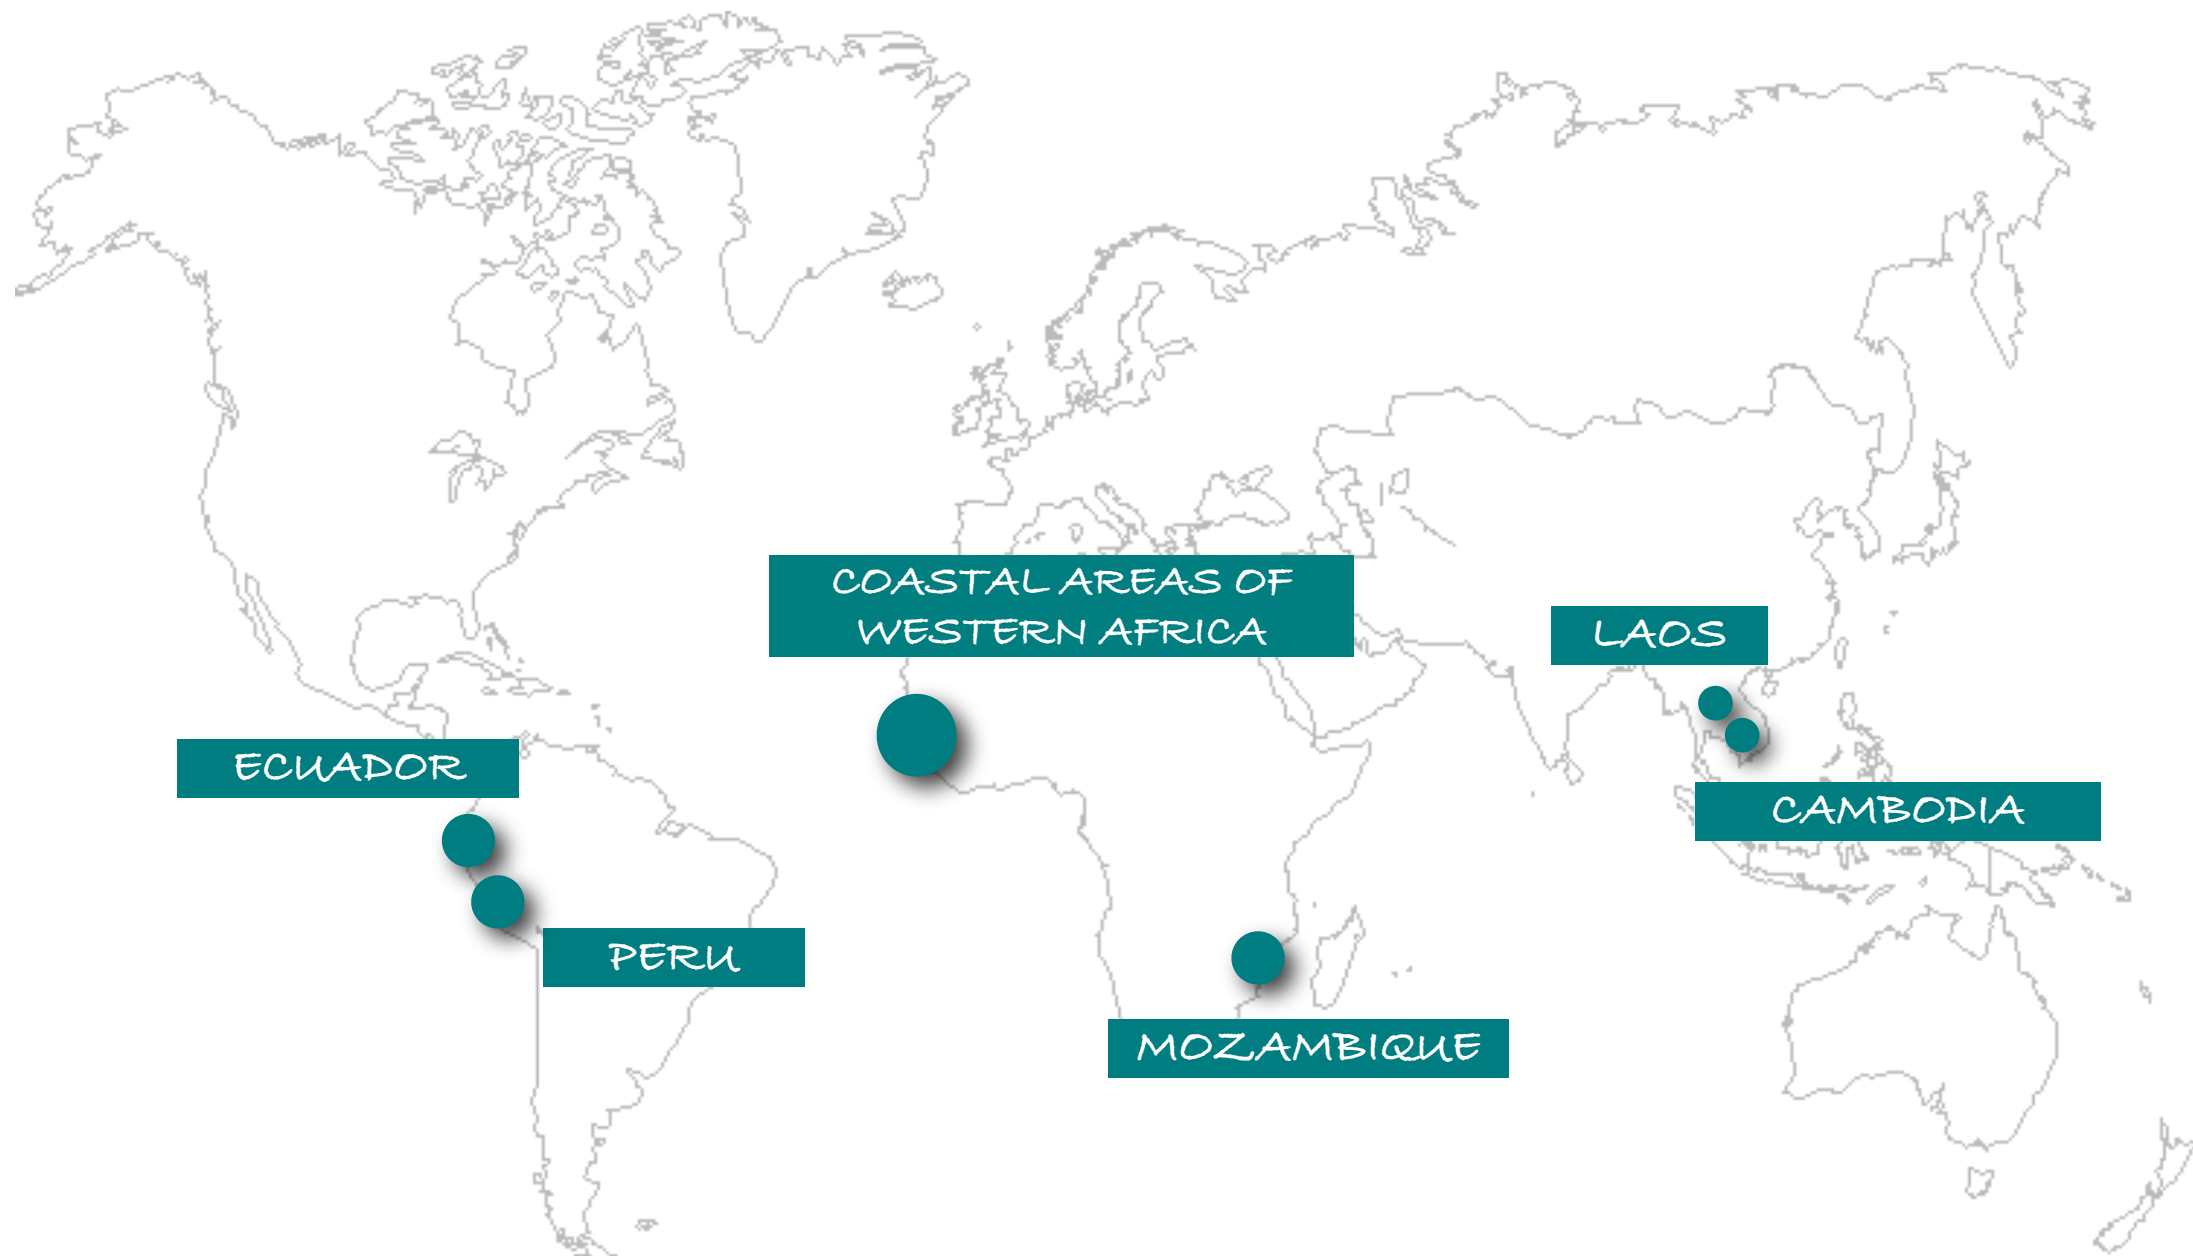 COASTAL AREAS OF
WESTERN AFRICA
LAOS
ECUADOR
CAMBODIA
PERU
MOZAMBIQUE